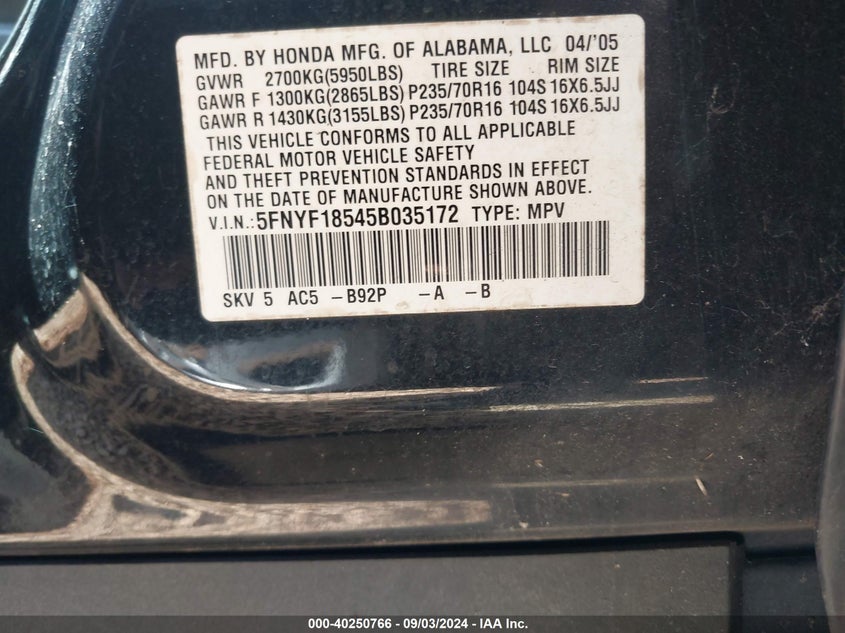 MFD. BY HONDA MFG. OF ALABAMA, LLC 04/'05
GVWR 2700KG(5950LBS) TIRE SIZE RIM SIZE
GAWR F 1300KG(2865LBS) P235/70R16 104S 16X6.5JJ
GAWR R 1430KG(3155LBS) P235/70R16 104S 16X6.5JJ
THIS VEHICLE CONFORMS TO ALL APPLICABLE
FEDERAL MOTOR VEHICLE SAFETY
AND THEFT PREVENTION STANDARDS IN EFFECT
ON THE DATE OF MANUFACTURE SHOWN ABOVE.
V.I.N.: 5FNYF18545B035172 TYPE: MPV
SKV 5 AC5 -B92P -A -B
000-40250766 - 09/03/2024 - IAA Inc.